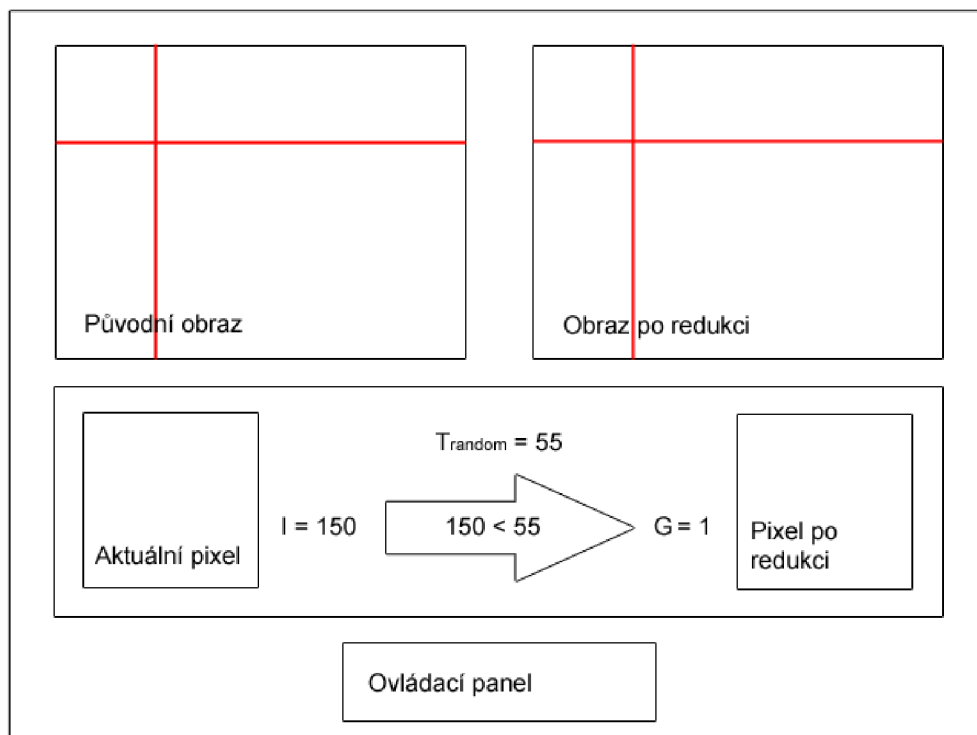 Původní obraz
Obraz po redukci
Trandom = 55
Aktuální pixel
I = 150
150 < 55
G = 1
Pixel po
redukci
Ovládací panel